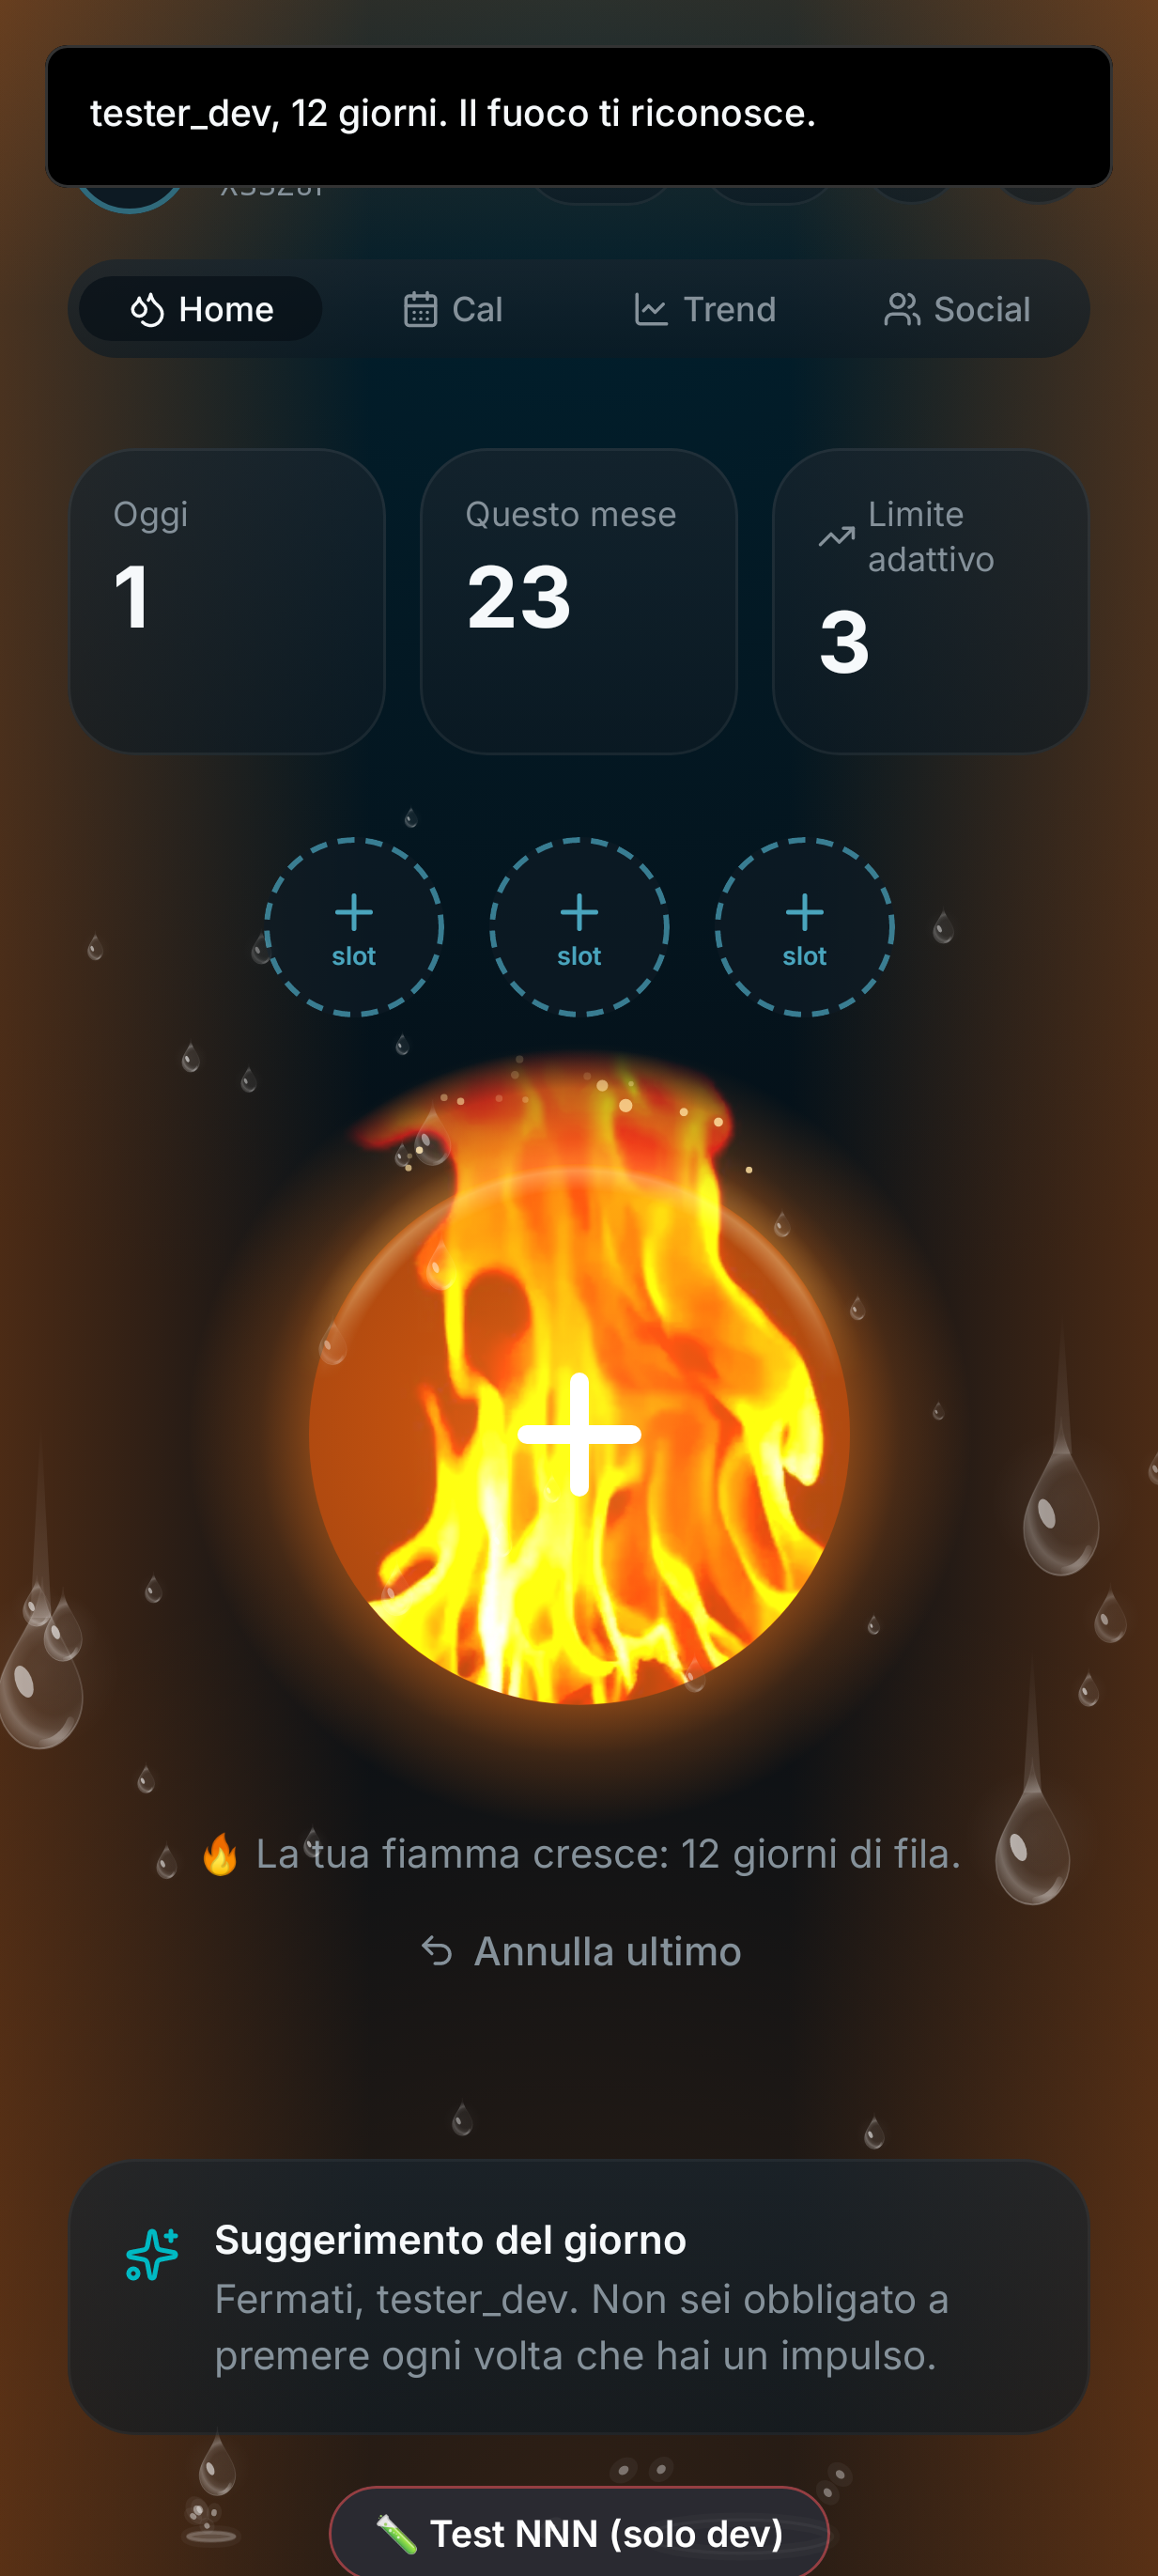 tester_dev, 12 giorni. Il fuoco ti riconosce.
Home
Cal
Trend
Social
Oggi
1
Questo mese
23
Limite
adattivo
3
slot
slot
slot
🔥 La tua fiamma cresce: 12 giorni di fila.
Annulla ultimo
Suggerimento del giorno
Fermati, tester_dev. Non sei obbligato a
premere ogni volta che hai un impulso.
🧪 Test NNN (solo dev)